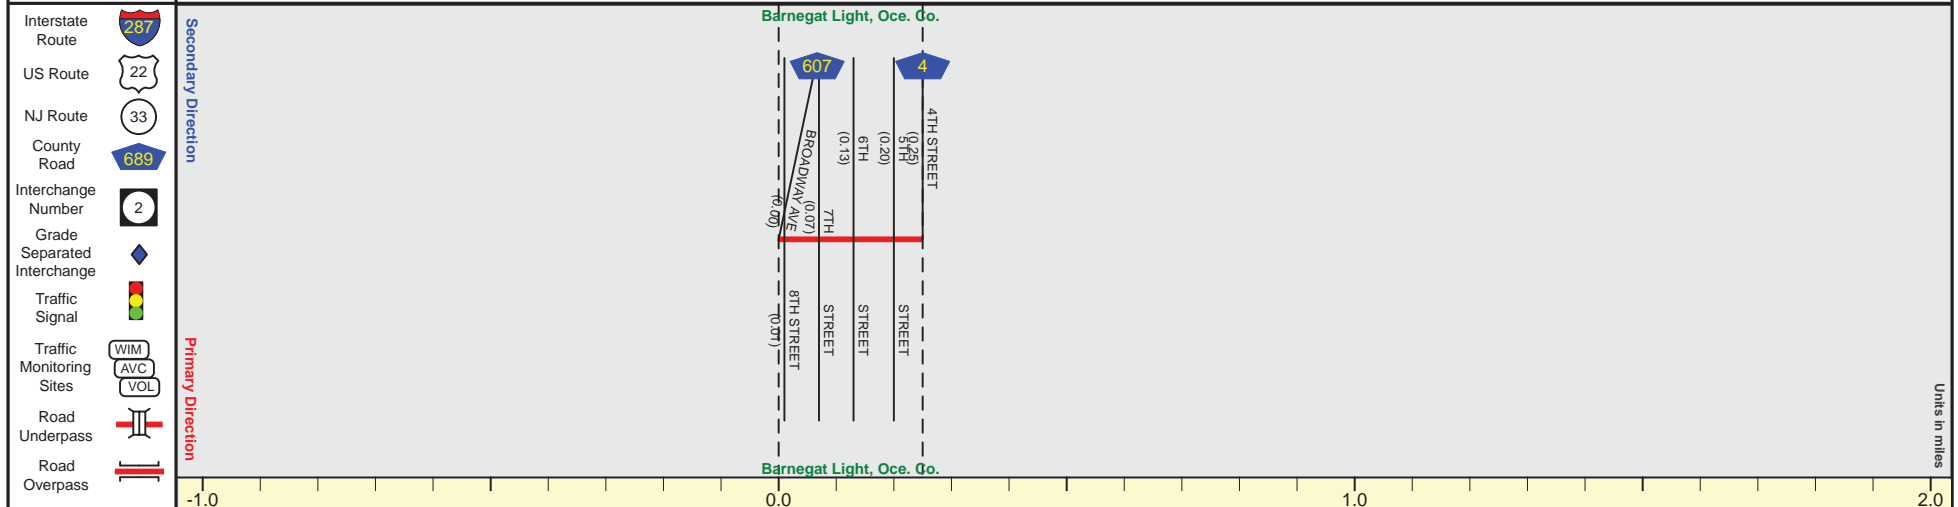 Interstate
Route
287
US Route
22
NJ Route
33
County
Road
689
Interchange
Number
2
Grade
Separated
Interchange
Traffic
Signal
Traffic
Monitoring
Sites
WIM
AVC
VOL
Road
Underpass
Road
Overpass
Secondary Direction
Primary Direction
Barnegat Light, Oce. Co.
607
4
BROADWAY AVE
(0.00)
8TH STREET
(0.01)
7TH
STREET
(0.07)
6TH
STREET
(0.13)
5TH
STREET
(0.20)
4TH STREET
(0.25)
Barnegat Light, Oce. Co.
Units in miles
-1.0
0.0
1.0
2.0